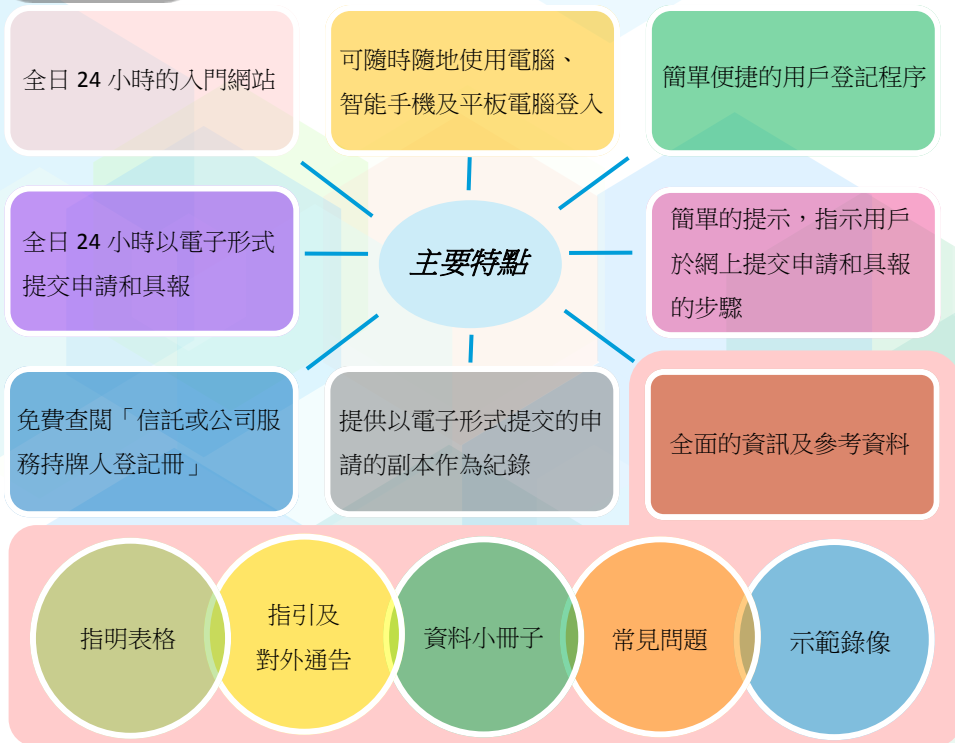 全日 24 小時的入門網站
可隨時隨地使用電腦、
智能手機及平板電腦登入
簡單便捷的用戶登記程序
全日 24 小時以電子形式
提交申請和具報
主要特點
簡單的提示，指示用戶
於網上提交申請和具報
的步驟
免費查閱「信託或公司服
務持牌人登記冊」
提供以電子形式提交的申
請的副本作為紀錄
全面的資訊及參考資料
指明表格
指引及
對外通告
資料小冊子
常見問題
示範錄像